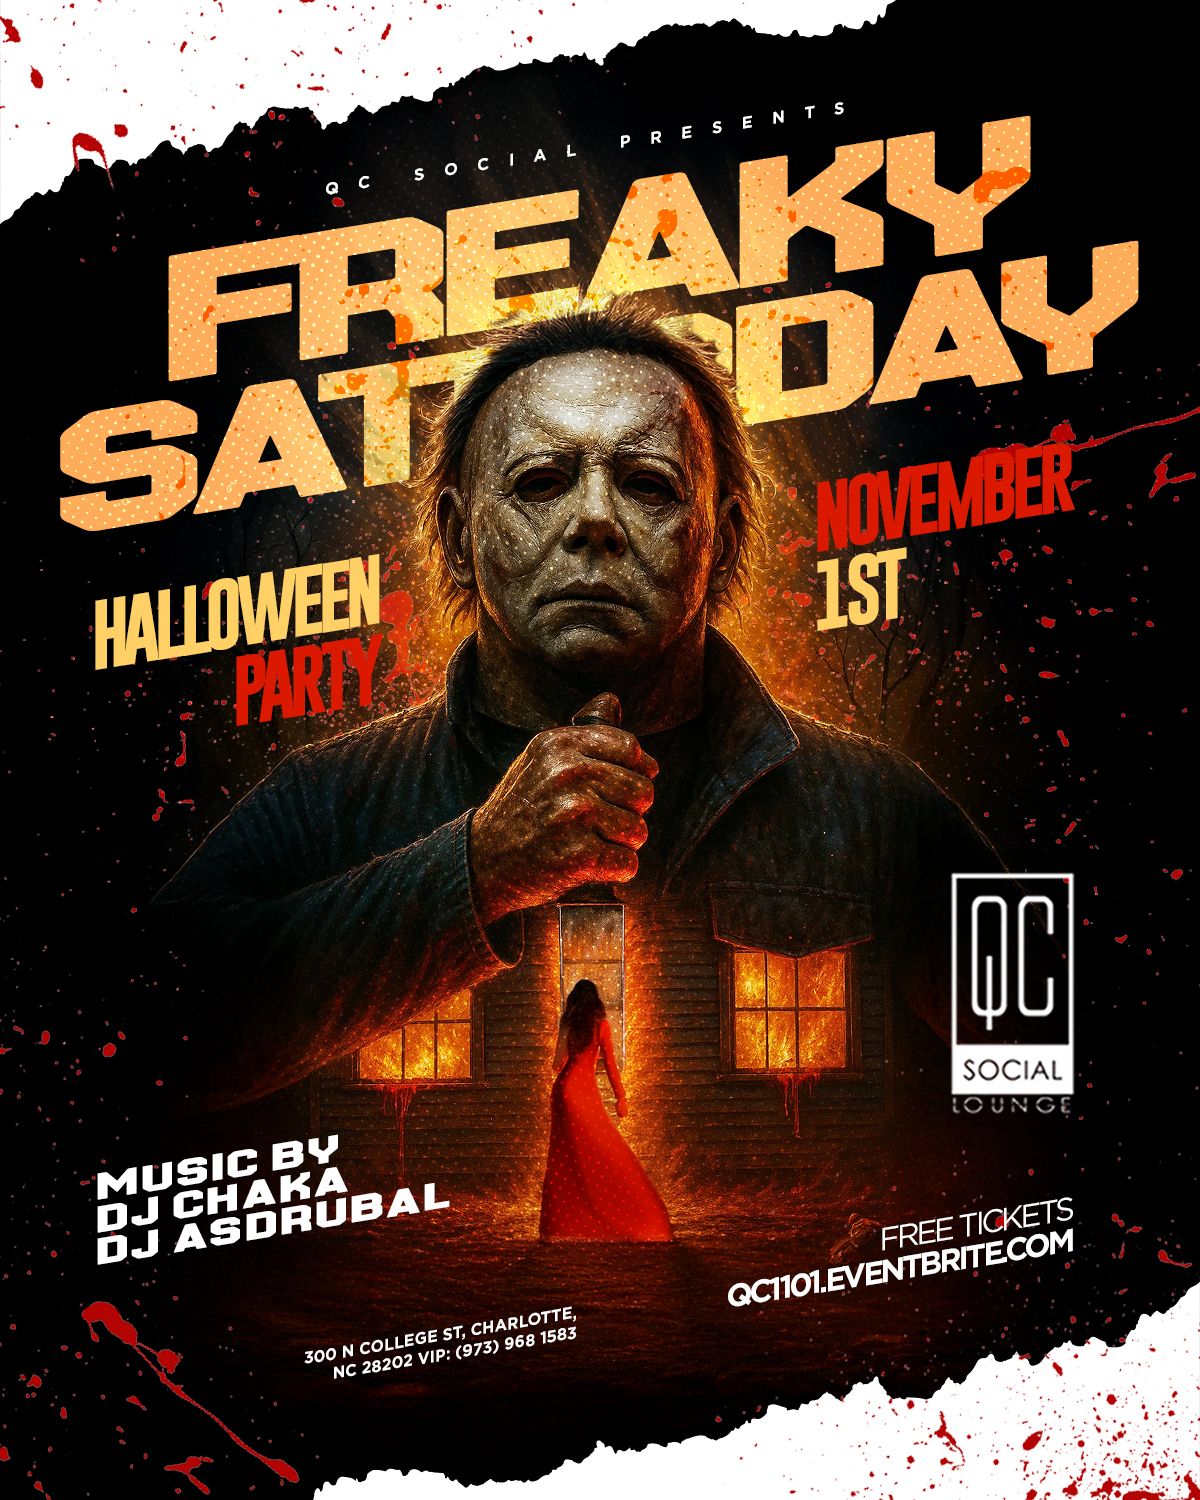 QC SOCIAL PRESENTS
FREAKY
SATURDAY
HALLOWEEN
PARTY
NOVEMBER
1ST
QC
SOCIAL
LOUNGE
MUSIC BY
DJ CHAKA
DJ ASDRUBAL
FREE TICKETS
QC1101.EVENTBRITE.COM
300 N COLLEGE ST, CHARLOTTE,
NC 28202 VIP: (973) 968 1583